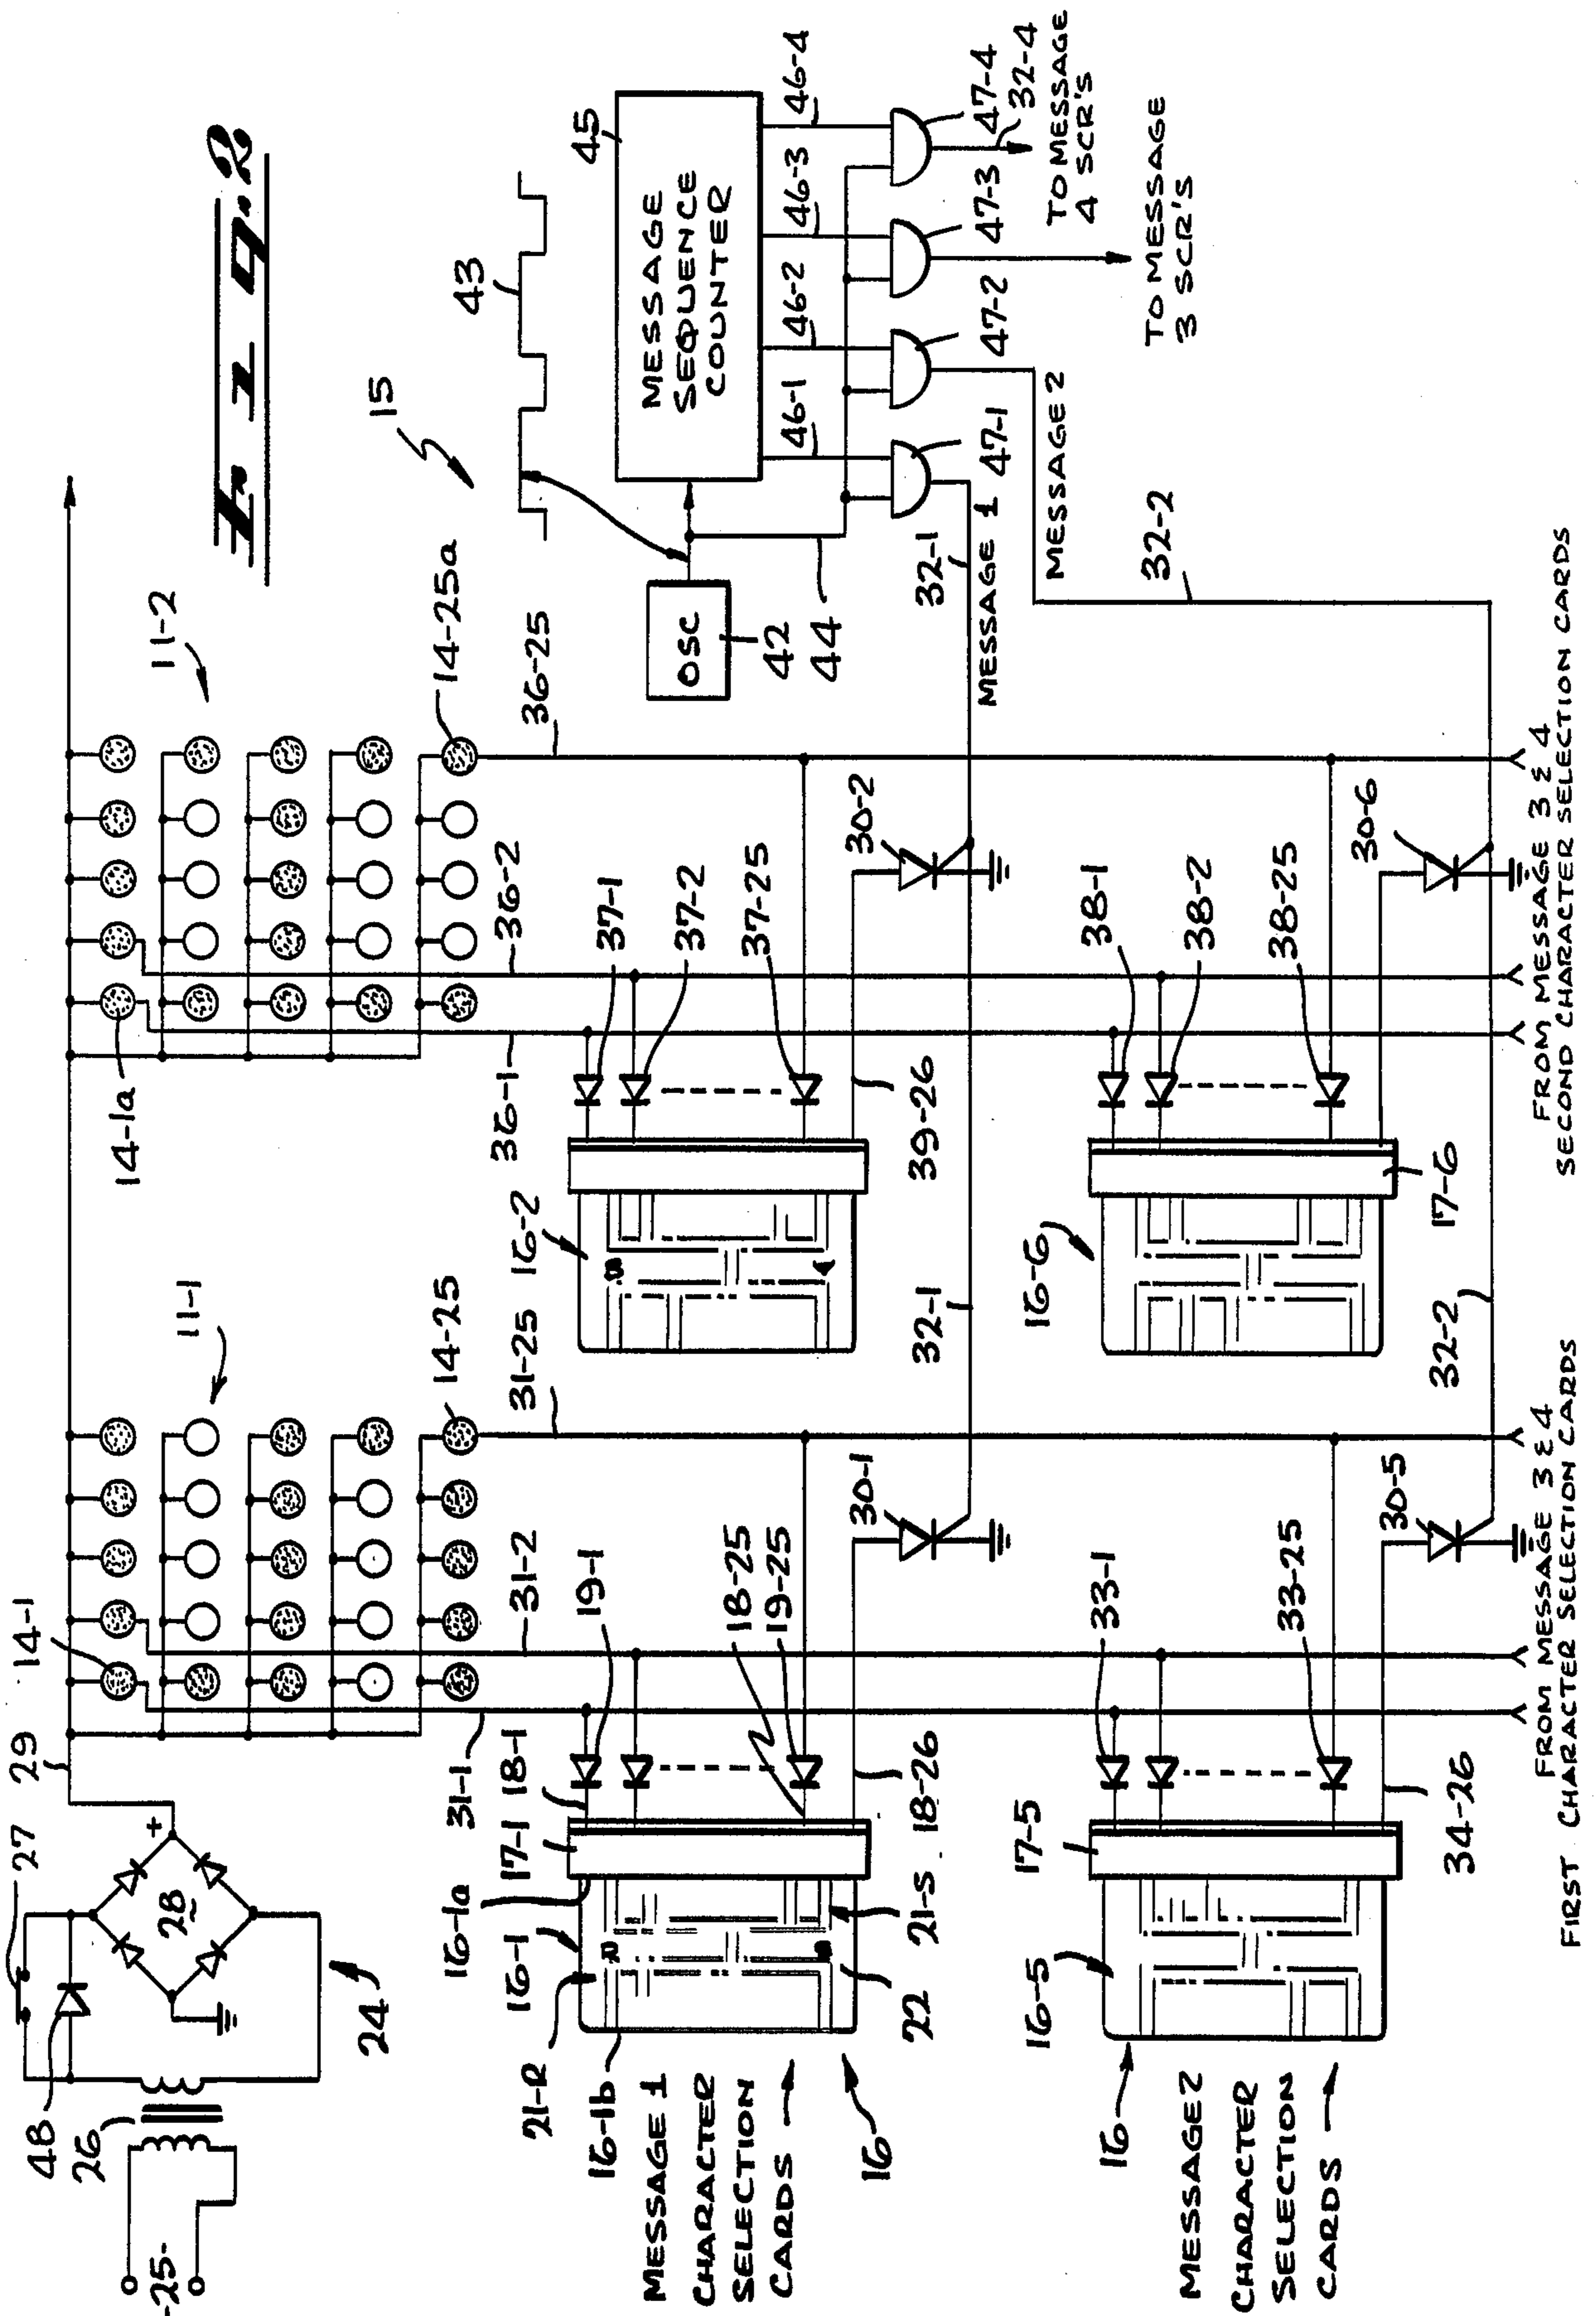 Fig. 2
25
26
48
27
28
+
24
29
14-1
11-1
14-25
31-25
31-1
31-2
14-1a
11-2
14-25a
36-25
36-1
36-2
15
43
45
MESSAGE
SEQUENCE
COUNTER
OSC
42
44
46-1
46-2
46-3
46-4
47-1
47-2
47-3
47-4
32-4
TO MESSAGE
4 SCR'S
TO MESSAGE
3 SCR'S
32-1
MESSAGE 1
MESSAGE 2
32-2
MESSAGE 1
CHARACTER
SELECTION
CARDS
16
21-R
16-1b
16-1
16-1a
17-1
18-1
19-1
R
S
22
21-S
18-26
18-25
19-25
30-1
32-1
16-2
S
37-1
37-2
37-25
39-26
30-2
MESSAGE 2
CHARACTER
SELECTION
CARDS
16
16-5
17-5
33-1
33-25
34-26
30-5
32-2
16-6
17-6
38-1
38-2
38-25
30-6
FROM MESSAGE 3 & 4
FIRST CHARACTER SELECTION CARDS
FROM MESSAGE 3 & 4
SECOND CHARACTER SELECTION CARDS